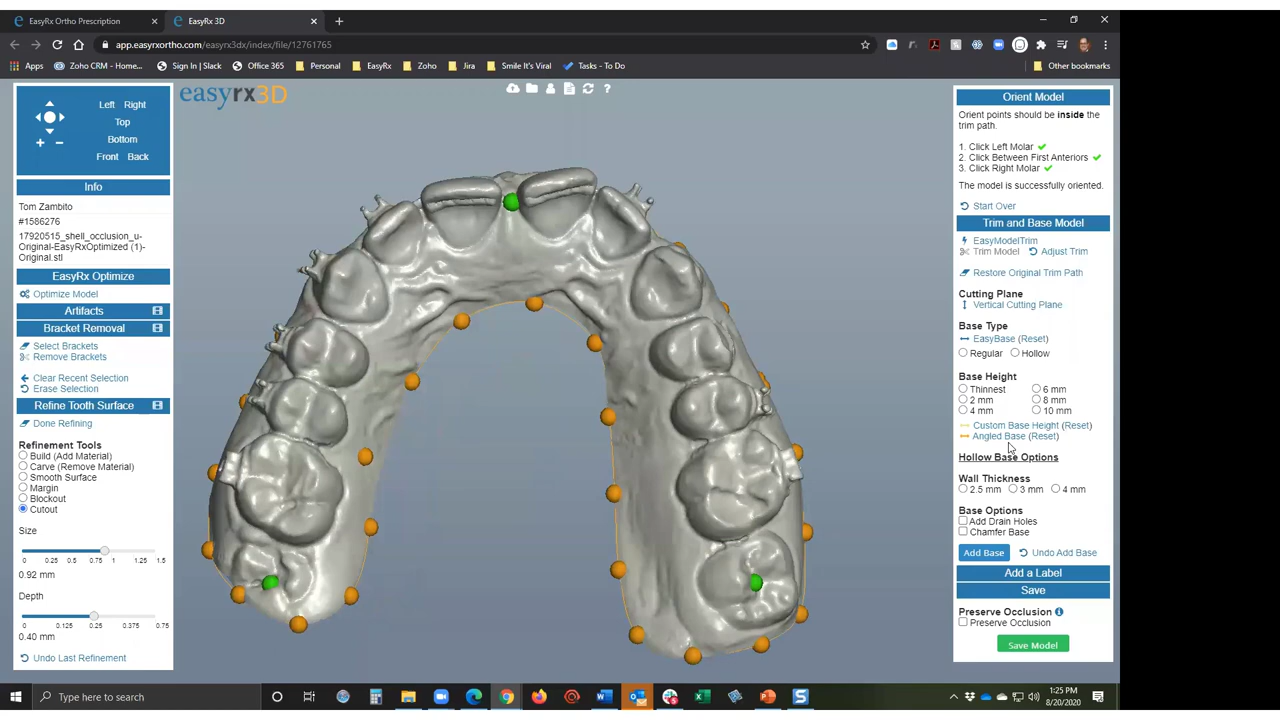 EasyRx Ortho Prescription
EasyRx 3D
app.easyrxortho.com/easyrx3dx/index/file/12761765
Apps
Zoho CRM - Home...
Sign In | Slack
Office 365
Personal
EasyRx
Zoho
Jira
Smile It's Viral
Tasks - To Do
Other bookmarks
easyrx3D
Left Right
Top
Bottom
Front Back
Info
Tom Zambito
#1586276
17920515_shell_occlusion_u-
Original-EasyRxOptimized (1)-
Original.stl
EasyRx Optimize
Optimize Model
Artifacts
Bracket Removal
Select Brackets
Remove Brackets
Clear Recent Selection
Erase Selection
Refine Tooth Surface
Done Refining
Refinement Tools
Build (Add Material)
Carve (Remove Material)
Smooth Surface
Margin
Blockout
Cutout
Size
0 0.25 0.5 0.75 1 1.25 1.5
0.92 mm
Depth
0 0.125 0.25 0.375 0.75
0.40 mm
Undo Last Refinement
Orient Model
Orient points should be inside the
trim path.
1. Click Left Molar
2. Click Between First Anteriors
3. Click Right Molar
The model is successfully oriented.
Start Over
Trim and Base Model
EasyModelTrim
Trim Model Adjust Trim
Restore Original Trim Path
Cutting Plane
Vertical Cutting Plane
Base Type
EasyBase (Reset)
Regular Hollow
Base Height
Thinnest 6 mm
2 mm 8 mm
4 mm 10 mm
Custom Base Height (Reset)
Angled Base (Reset)
Hollow Base Options
Wall Thickness
2.5 mm 3 mm 4 mm
Base Options
Add Drain Holes
Chamfer Base
Add Base Undo Add Base
Add a Label
Save
Preserve Occlusion
Preserve Occlusion
Save Model
Type here to search
1:25 PM
8/20/2020